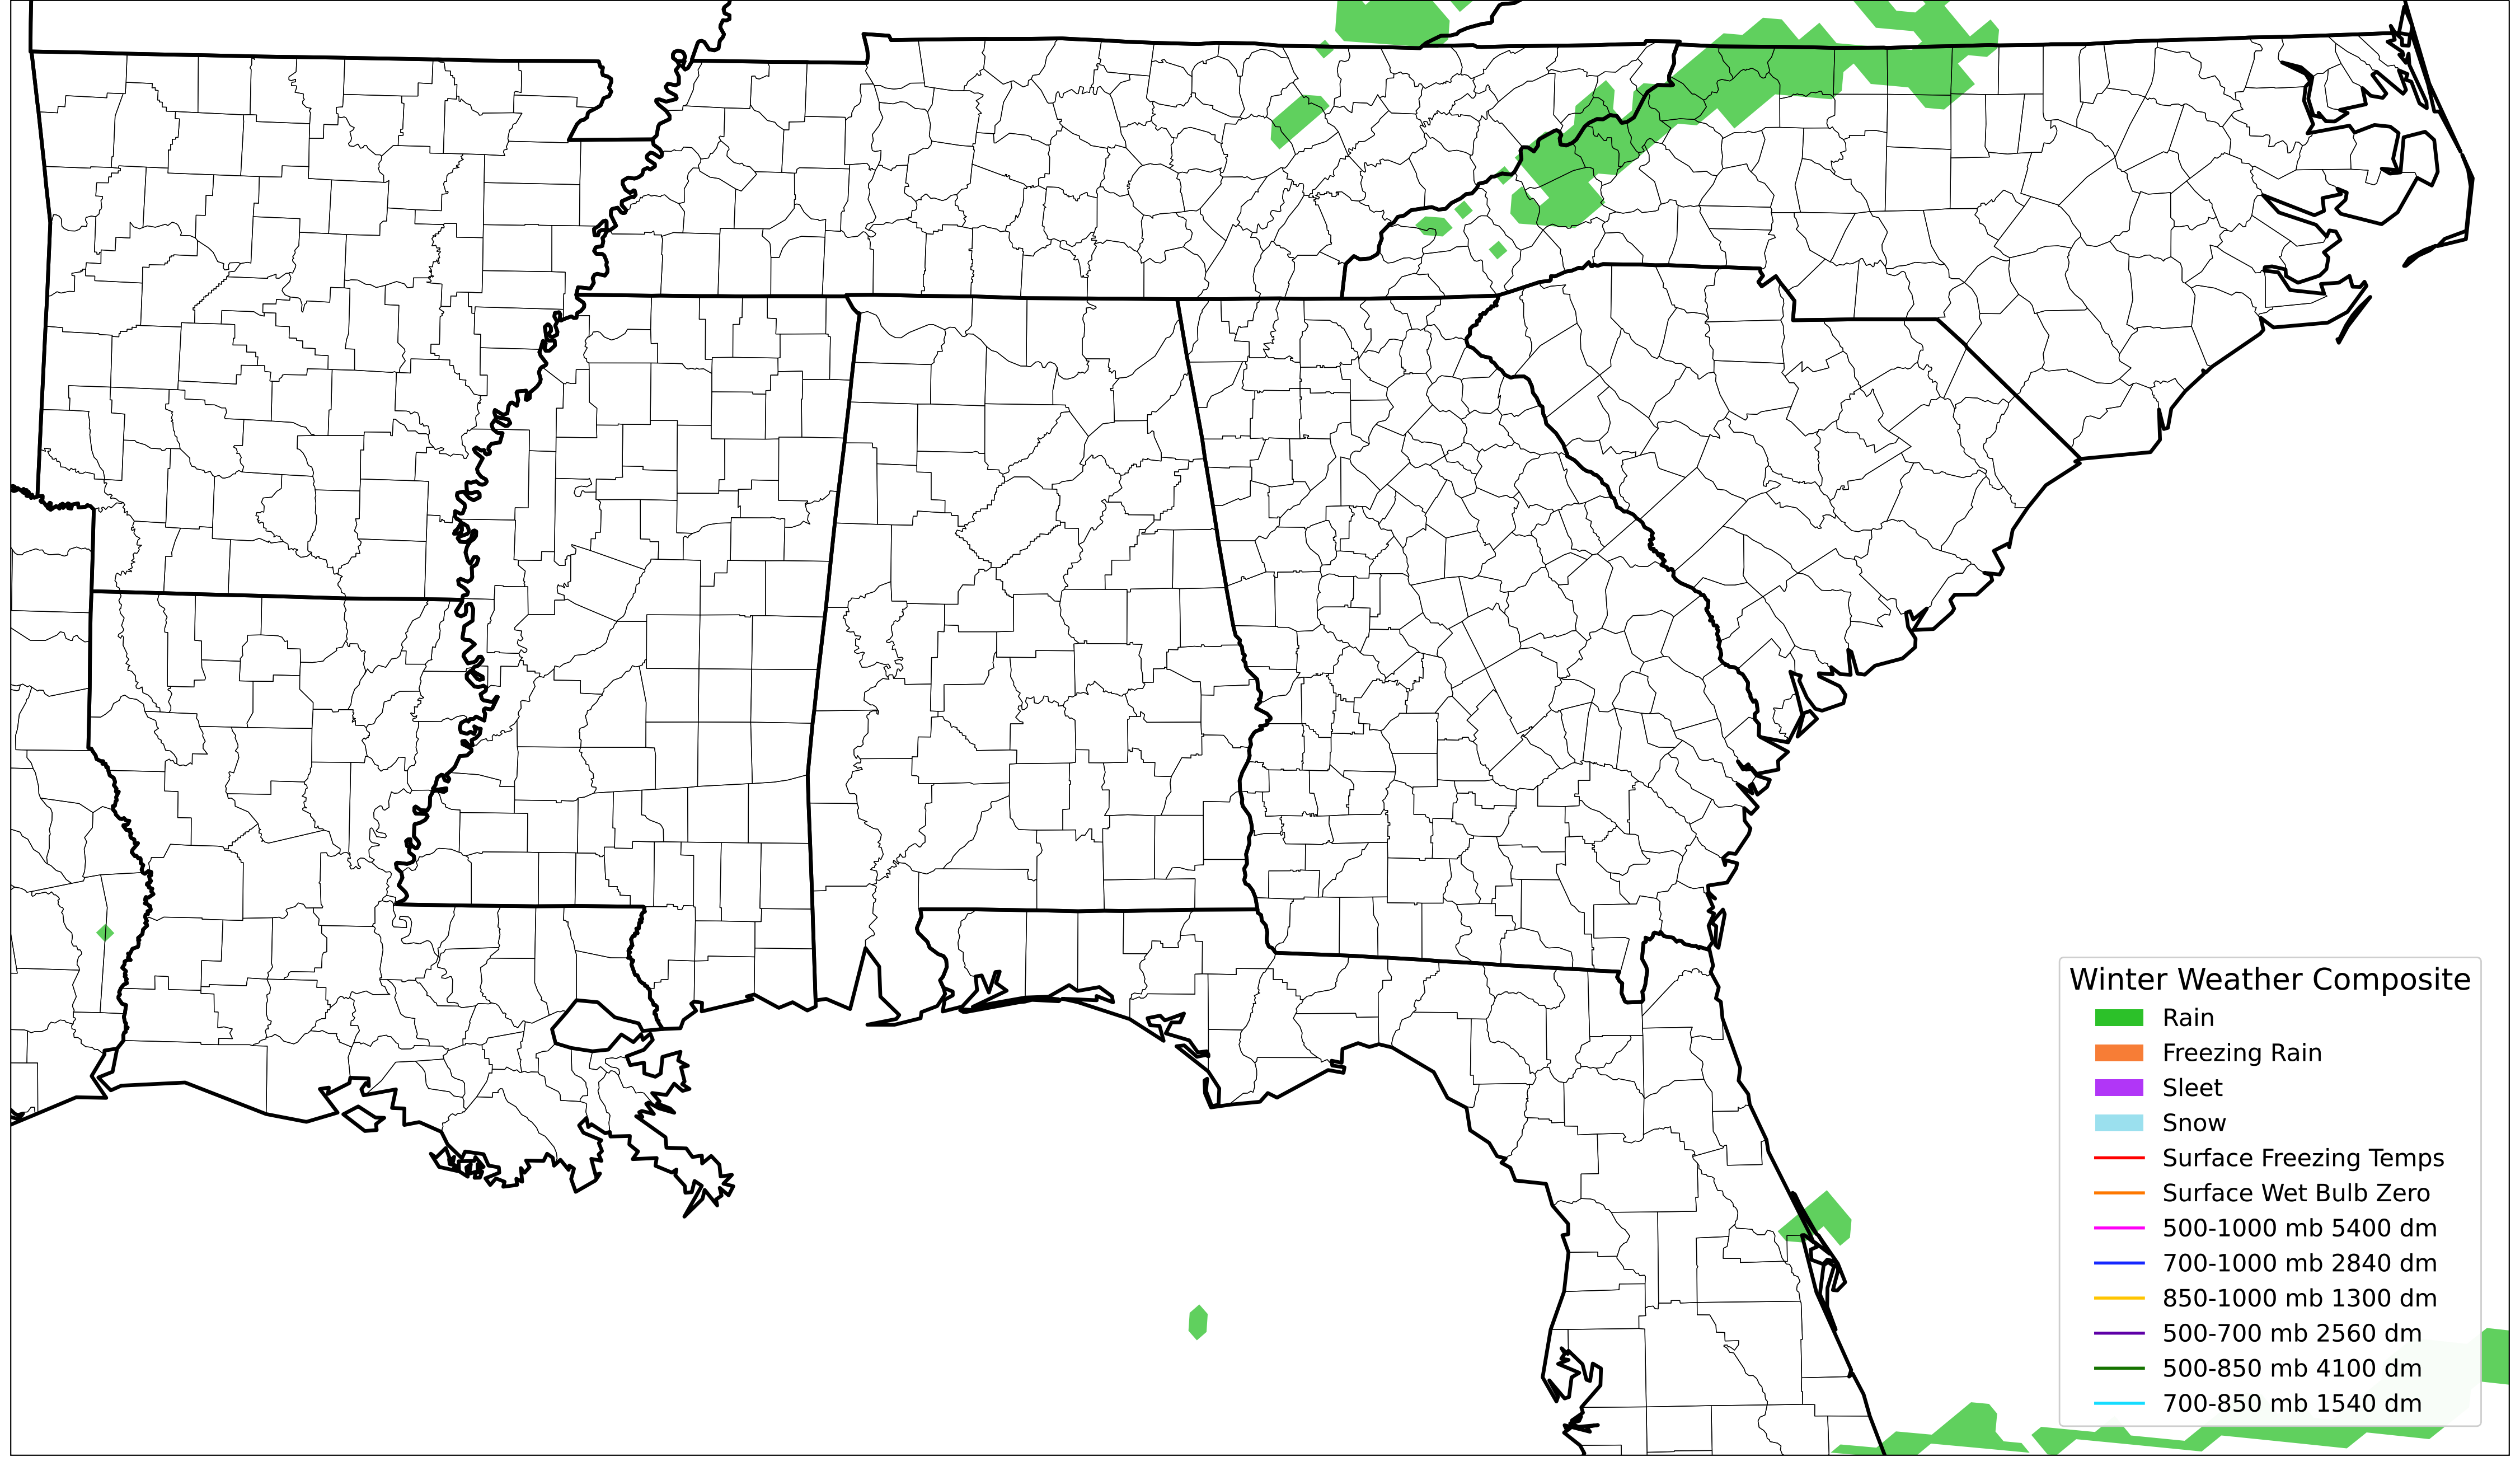 Winter Weather Composite
Rain
Freezing Rain
Sleet
Snow
Surface Freezing Temps
Surface Wet Bulb Zero
500-1000 mb 5400 dm
700-1000 mb 2840 dm
850-1000 mb 1300 dm
500-700 mb 2560 dm
500-850 mb 4100 dm
700-850 mb 1540 dm